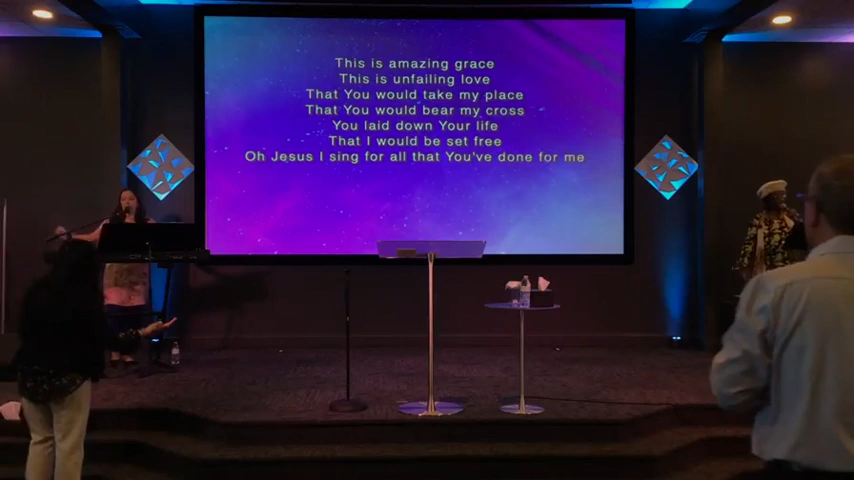 This is amazing grace
This is unfailing love
That You would take my place
That You would bear my cross
You laid down Your life
That I would be set free
Oh Jesus I sing for all that You've done for me